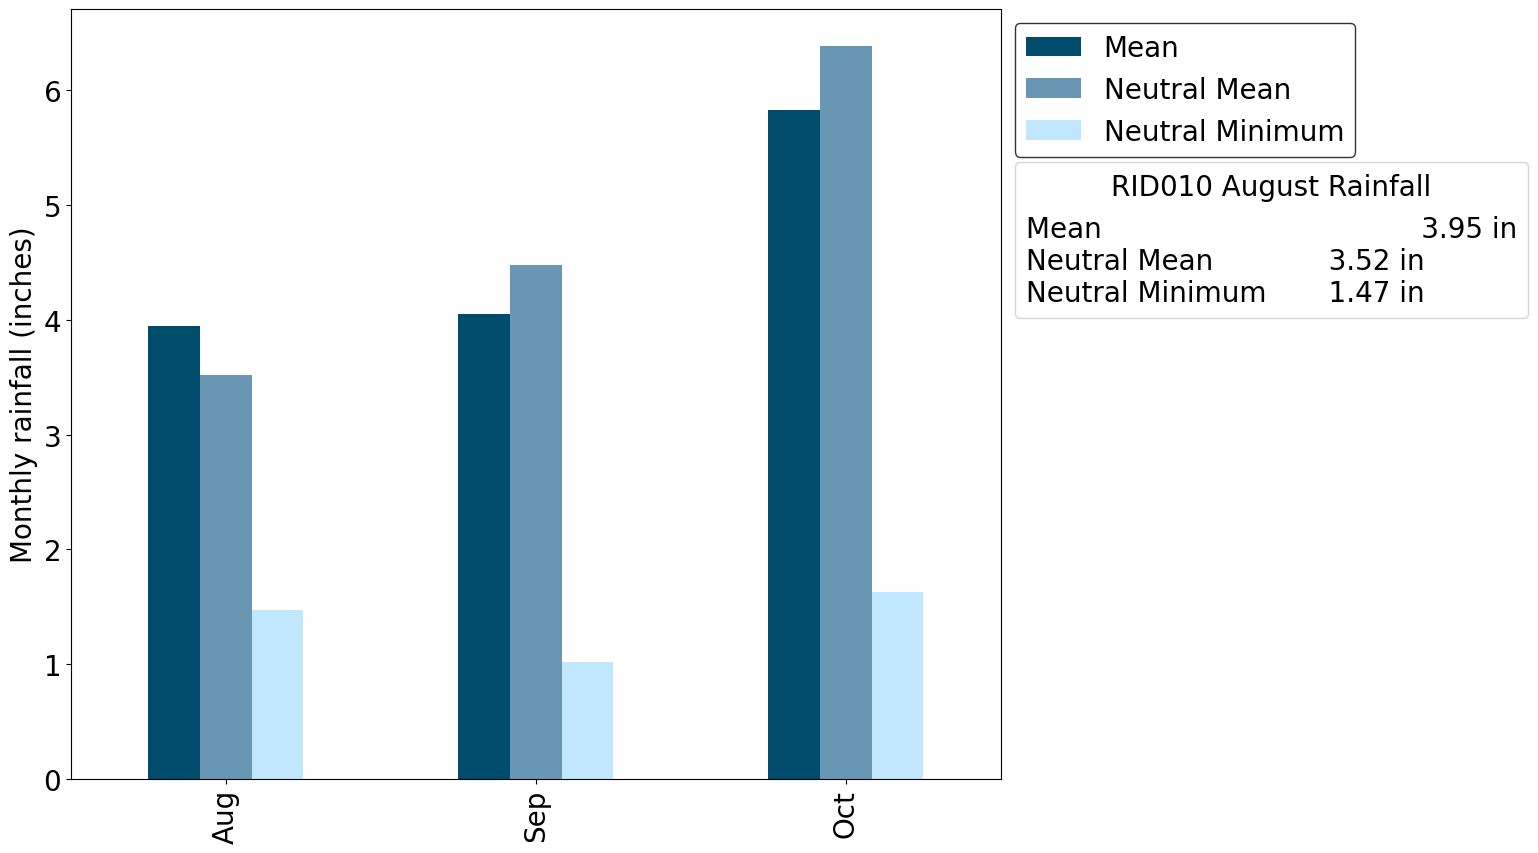 Monthly rainfall (inches)
6
5
4
3
2
1
0
Aug
Sep
Oct
Mean
Neutral Mean
Neutral Minimum
RID010 August Rainfall
Mean 3.95 in
Neutral Mean 3.52 in
Neutral Minimum 1.47 in